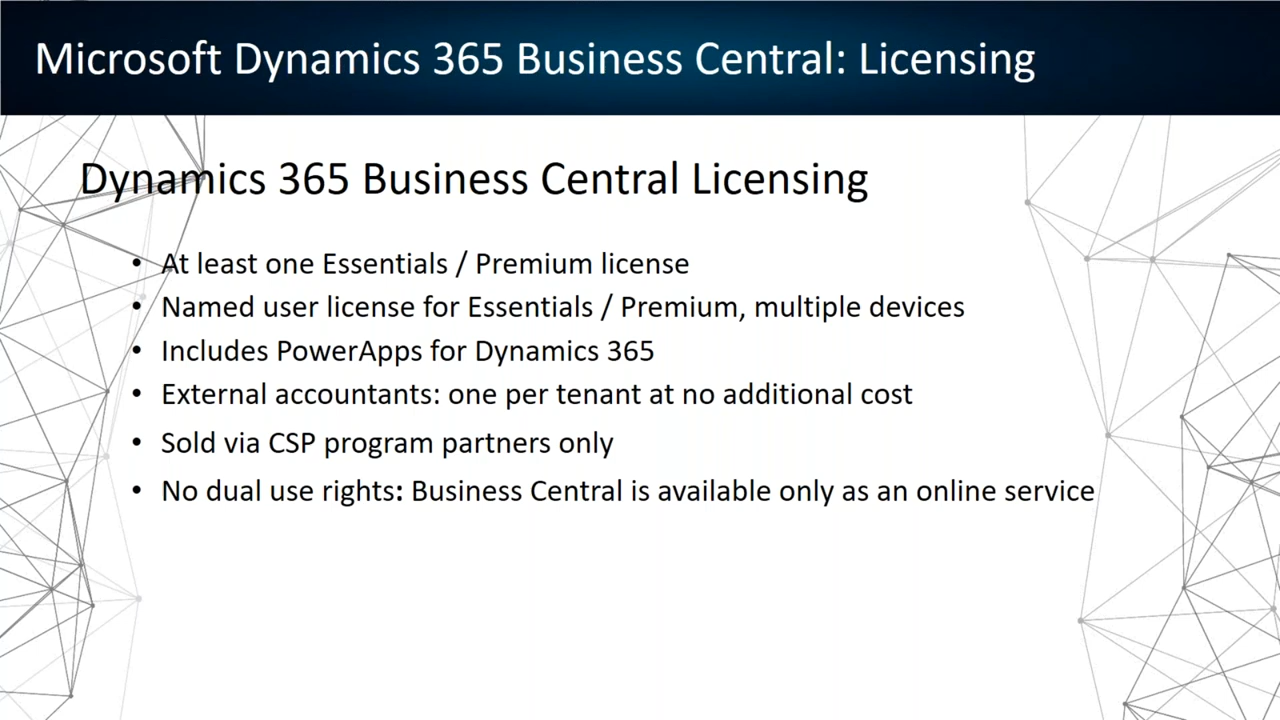 Microsoft Dynamics 365 Business Central: Licensing
Dynamics 365 Business Central Licensing
• At least one Essentials / Premium license
• Named user license for Essentials / Premium, multiple devices
• Includes PowerApps for Dynamics 365
• External accountants: one per tenant at no additional cost
• Sold via CSP program partners only
• No dual use rights: Business Central is available only as an online service